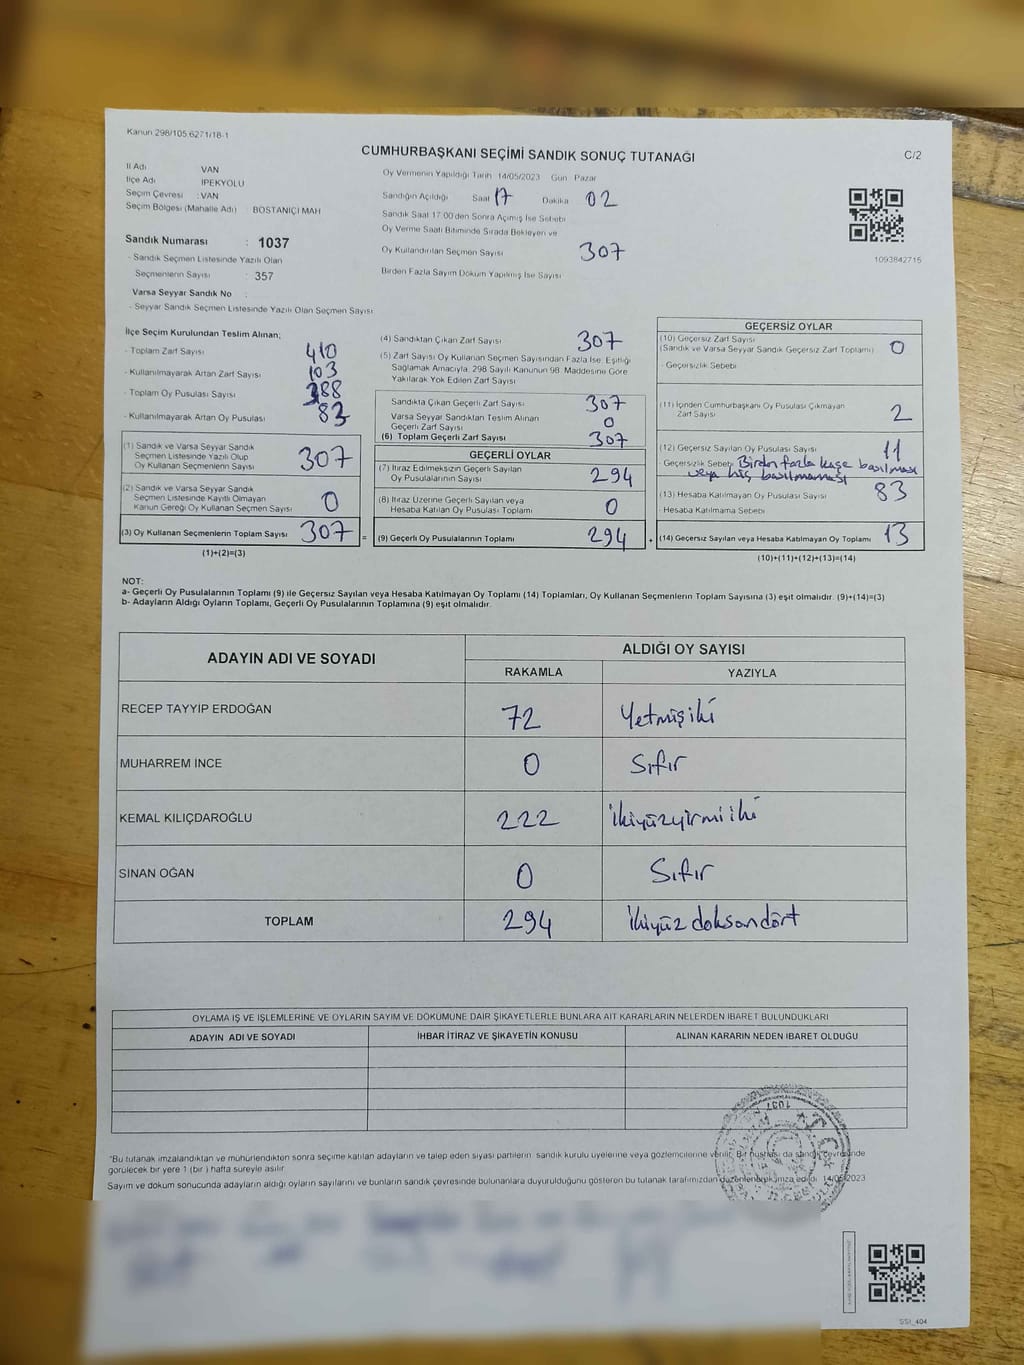 Kanun 298/105,6271/18-1
CUMHURBAŞKANI SEÇİMİ SANDIK SONUÇ TUTANAĞI
C/2
İl Adı VAN
İlçe Adı IPEKYOLU
Seçim Çevresi : VAN
Seçim Bölgesi (Mahalle Adı) : BOSTANİÇİ MAH
Sandık Numarası : 1037
- Sandık Seçmen Listesinde Yazılı Olan
Seçmenlerin Sayısı : 357
Varsa Seyyar Sandık No :
- Seyyar Sandık Seçmen Listesinde Yazılı Olan Seçmen Sayısı
Oy Vermenin Yapıldığı Tarih 14/05/2023 Gün Pazar
Sandığın Açıldığı Saat 17 Dakika 02
Sandık Saat 17:00'den Sonra Açılmış İse Sebebi
Oy Verme Saati Bitiminde Sırada Bekleyen ve
Oy Kullandırılan Seçmen Sayısı 307
Birden Fazla Sayım Döküm Yapılmış İse Sayısı
1093842715
İlçe Seçim Kurulundan Teslim Alınan;
- Toplam Zarf Sayısı 410
- Kullanılmayarak Artan Zarf Sayısı 103
- Toplam Oy Pusulası Sayısı 388
- Kullanılmayarak Artan Oy Pusulası 83
(1) Sandık ve Varsa Seyyar Sandık
Seçmen Listesinde Yazılı Olup
Oy Kullanan Seçmenlerin Sayısı 307
(2) Sandık ve Varsa Seyyar Sandık
Seçmen Listesinde Kayıtlı Olmayan
Kanun Gereği Oy Kullanan Seçmen Sayısı 0
(3) Oy Kullanan Seçmenlerin Toplam Sayısı 307 =
(1)+(2)=(3)
(4) Sandıktan Çıkan Zarf Sayısı 307
(5) Zarf Sayısı Oy Kullanan Seçmen Sayısından Fazla İse, Eşitliği
Sağlamak Amacıyla, 298 Sayılı Kanunun 98. Maddesine Göre
Yakılarak Yok Edilen Zarf Sayısı
Sandıkta Çıkan Geçerli Zarf Sayısı 307
Varsa Seyyar Sandıktan Teslim Alınan
Geçerli Zarf Sayısı 0
(6) Toplam Geçerli Zarf Sayısı 307
GEÇERLİ OYLAR
(7) İtiraz Edilmeksizin Geçerli Sayılan
Oy Pusulalarının Sayısı 294
(8) İtiraz Üzerine Geçerli Sayılan veya
Hesaba Katılan Oy Pusulası Toplamı 0
(9) Geçerli Oy Pusulalarının Toplamı 294
GEÇERSİZ OYLAR
(10) Geçersiz Zarf Sayısı
(Sandık ve Varsa Seyyar Sandık Geçersiz Zarf Toplamı) 0
- Geçersizlik Sebebi
(11) İçinden Cumhurbaşkanı Oy Pusulası Çıkmayan
Zarf Sayısı 2
(12) Geçersiz Sayılan Oy Pusulası Sayısı 11
- Geçersizlik Sebebi Birden fazla kaşe basılması
veya hiç basılmaması
(13) Hesaba Katılmayan Oy Pusulası Sayısı 83
- Hesaba Katılmama Sebebi
(14) Geçersiz Sayılan veya Hesaba Katılmayan Oy Toplamı 13
(10)+(11)+(12)+(13)=(14)
NOT:
a- Geçerli Oy Pusulalarının Toplamı (9) ile Geçersiz Sayılan veya Hesaba Katılmayan Oy Toplamı (14) Toplamları, Oy Kullanan Seçmenlerin Toplam Sayısına (3) eşit olmalıdır. (9)+(14)=(3)
b- Adayların Aldığı Oyların Toplamı, Geçerli Oy Pusulalarının Toplamına (9) eşit olmalıdır.
ADAYIN ADI VE SOYADI
ALDIĞI OY SAYISI
RAKAMLA YAZIYLA
RECEP TAYYİP ERDOĞAN 72 Yetmişiki
MUHARREM İNCE 0 Sıfır
KEMAL KILIÇDAROĞLU 222 İkiyüzyirmiiki
SİNAN OĞAN 0 Sıfır
TOPLAM 294 İkiyüz doksandört
OYLAMA İŞ VE İŞLEMLERİNE VE OYLARIN SAYIM VE DÖKÜMÜNE DAİR ŞİKAYETLERLE BUNLARA AİT KARARLARIN NELERDEN İBARET BULUNDUKLARI
ADAYIN ADI VE SOYADI İHBAR İTİRAZ VE ŞİKAYETİN KONUSU ALINAN KARARIN NEDEN İBARET OLDUĞU
1037
"Bu tutanak imzalandıktan ve mühürlendikten sonra seçime katılan adayların ve talep eden siyasi partilerin sandık kurulu üyelerine veya gözlemcilerine verilir. Bir nüshası da sandık çevresinde
görülecek bir yere 1 (bir ) hafta süreyle asılır.
Sayım ve döküm sonucunda adayların aldığı oyların sayılarını ve bunların sandık çevresinde bulunanlara duyurulduğunu gösteren bu tutanak tarafımızdan düzenlenerek imza edildi. 14/05/2023
SSI_404